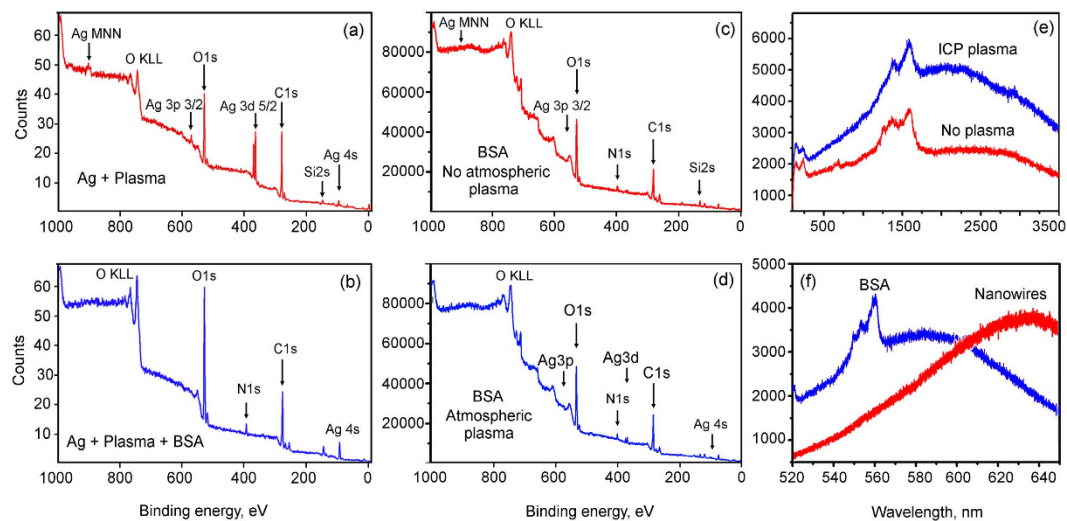 (a)
Ag MNN
O KLL
O1s
Ag 3p 3/2
Ag 3d 5/2
C1s
Si2s
Ag 4s
Ag + Plasma
Counts
60
50
40
30
20
10
1000
800
600
400
200
0
(c)
Ag MNN
O KLL
O1s
Ag 3p 3/2
N1s
C1s
Si2s
BSA
No atmospheric
plasma
80000
60000
40000
20000
0
1000
800
600
400
200
0
(e)
ICP plasma
No plasma
6000
5000
4000
3000
2000
1000
500
1500
2500
3500
(b)
O KLL
O1s
N1s
C1s
Ag 4s
Ag + Plasma + BSA
Counts
60
50
40
30
20
10
1000
800
600
400
200
0
Binding energy, eV
(d)
O KLL
O1s
Ag3p
Ag3d
N1s
C1s
Ag 4s
BSA
Atmospheric
plasma
80000
60000
40000
20000
0
1000
800
600
400
200
0
Binding energy, eV
(f)
BSA
Nanowires
5000
4000
3000
2000
1000
520
540
560
580
600
620
640
Wavelength, nm